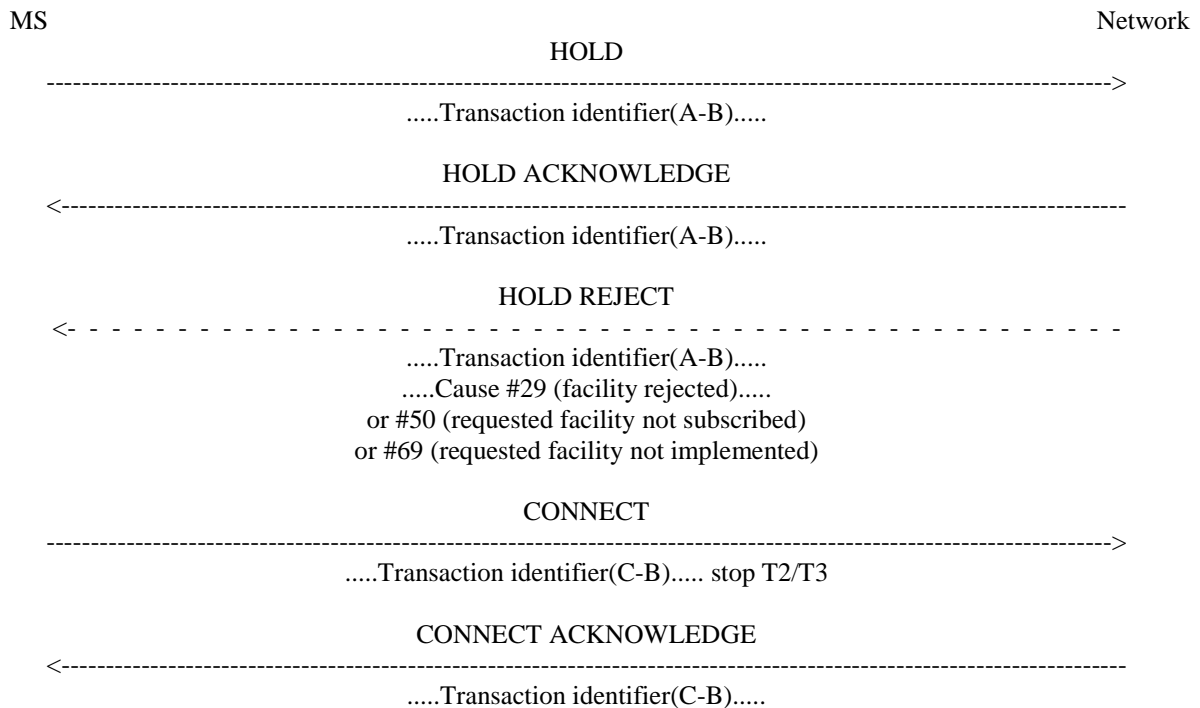 MS Network
HOLD
------------------------------------------------------------------------------------------------------------------------->
.....Transaction identifier(A-B).....
HOLD ACKNOWLEDGE
<-------------------------------------------------------------------------------------------------------------------------
.....Transaction identifier(A-B).....
HOLD REJECT
<- - - - - - - - - - - - - - - - - - - - - - - - - - - - - - - - - - - - - - - - - - - - - -
.....Transaction identifier(A-B).....
.....Cause #29 (facility rejected).....
or #50 (requested facility not subscribed)
or #69 (requested facility not implemented)
CONNECT
------------------------------------------------------------------------------------------------------------------------->
.....Transaction identifier(C-B)..... stop T2/T3
CONNECT ACKNOWLEDGE
<-------------------------------------------------------------------------------------------------------------------------
.....Transaction identifier(C-B).....